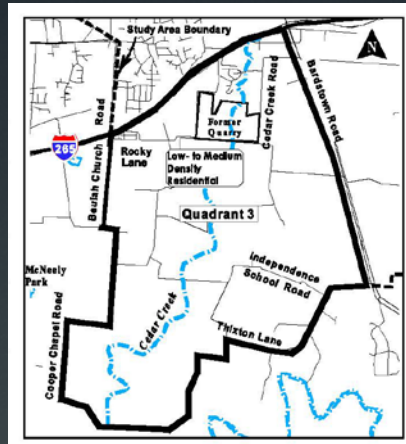 Study Area Boundary
N
Cedar Creek Road
Bardstown Road
Former
Quarry
265
Beulah Church Road
Rocky
Lane
Low- to Medium
Density
Residential
Quadrant 3
McNeely
Park
Independence
School Road
Cedar Creek
Thixton Lane
Cooper Chapel Road